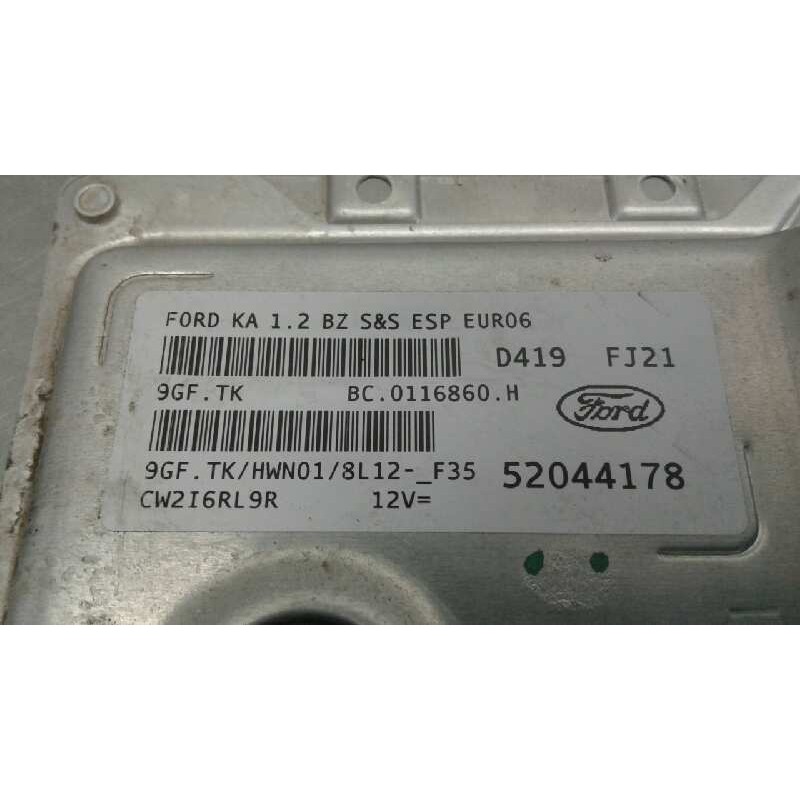 FORD KA 1.2 BZ S&S ESP EURO6
D419 FJ21
9GF.TK BC.0116860.H
Ford
9GF.TK/HWN01/8L12-_F35 52044178
CW2I6RL9R 12V=